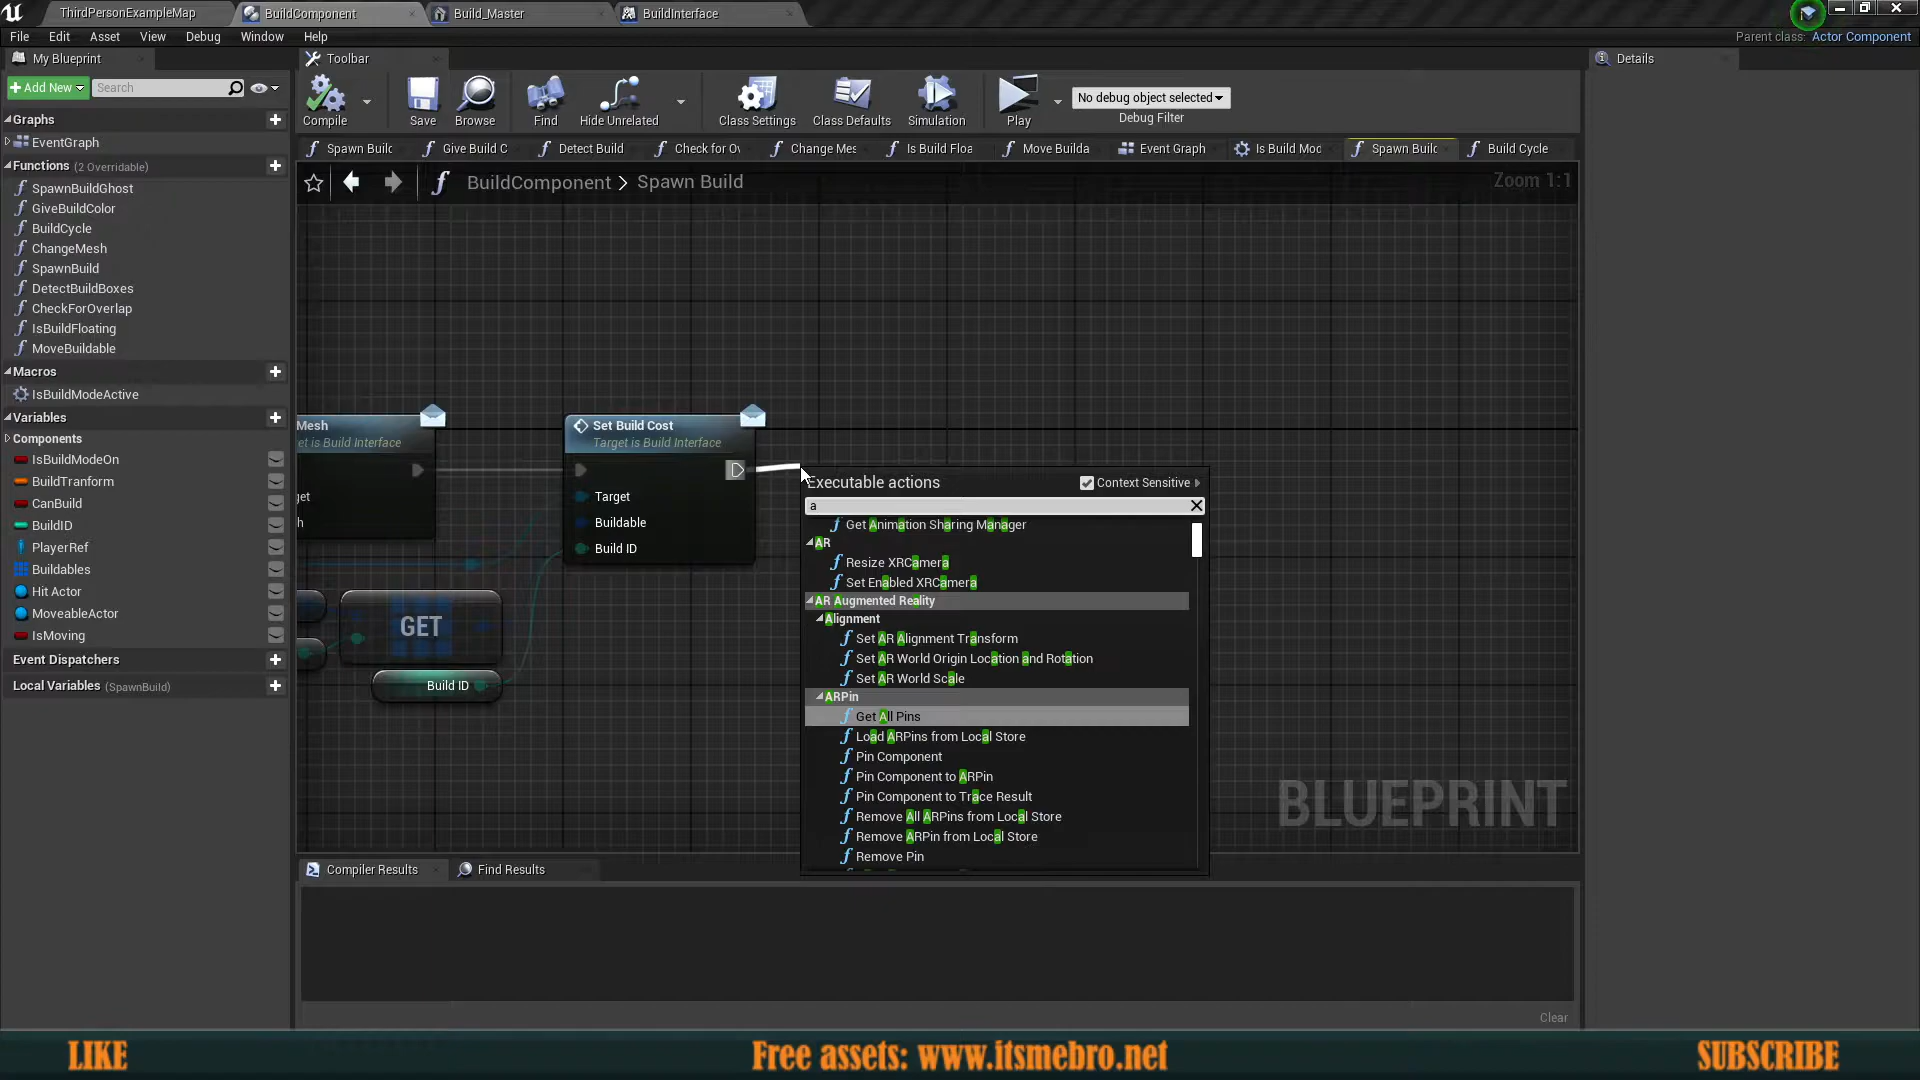 ThirdPersonExampleMap
BuildComponent
Build_Master
BuildInterface
File Edit Asset View Debug Window Help
Parent class: Actor Component
My Blueprint
Toolbar
Details
Add New
Search
Compile
Save
Browse
Find
Hide Unrelated
Class Settings
Class Defaults
Simulation
Play
No debug object selected
Debug Filter
Graphs
EventGraph
Functions (2 Overridable)
SpawnBuildGhost
GiveBuildColor
BuildCycle
ChangeMesh
SpawnBuild
DetectBuildBoxes
CheckForOverlap
IsBuildFloating
MoveBuildable
Macros
IsBuildModeActive
Variables
Components
IsBuildModeOn
BuildTranform
CanBuild
BuildID
PlayerRef
Buildables
Hit Actor
MoveableActor
IsMoving
Event Dispatchers
Local Variables (SpawnBuild)
Spawn Builc
Give Build C
Detect Build
Check for Ov
Change Mes
Is Build Floa
Move Builda
Event Graph
Is Build Moc
Spawn Builc
Build Cycle
BuildComponent > Spawn Build
Zoom 1:1
Mesh
et is Build Interface
get
h
Set Build Cost
Target is Build Interface
Target
Buildable
Build ID
GET
Build ID
Executable actions
Context Sensitive
a
Get Animation Sharing Manager
AR
Resize XRCamera
Set Enabled XRCamera
AR Augmented Reality
Alignment
Set AR Alignment Transform
Set AR World Origin Location and Rotation
Set AR World Scale
ARPin
Get All Pins
Load ARPins from Local Store
Pin Component
Pin Component to ARPin
Pin Component to Trace Result
Remove All ARPins from Local Store
Remove ARPin from Local Store
Remove Pin
BLUEPRINT
Compiler Results
Find Results
Clear
LIKE
Free assets: www.itsmebro.net
SUBSCRIBE